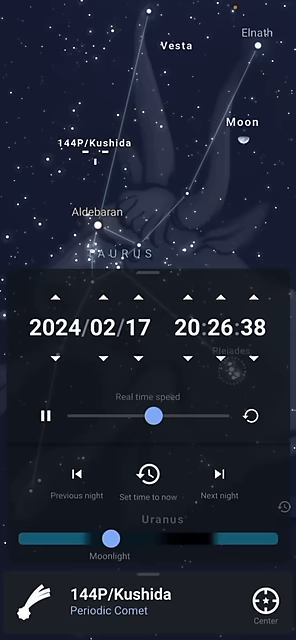 Elnath
Vesta
Moon
144P/Kushida
Aldebaran
TAURUS
2024/02/17 20:26:38
Pleiades
Real time speed
Previous night
Set time to now
Next night
Uranus
Moonlight
144P/Kushida
Periodic Comet
Center